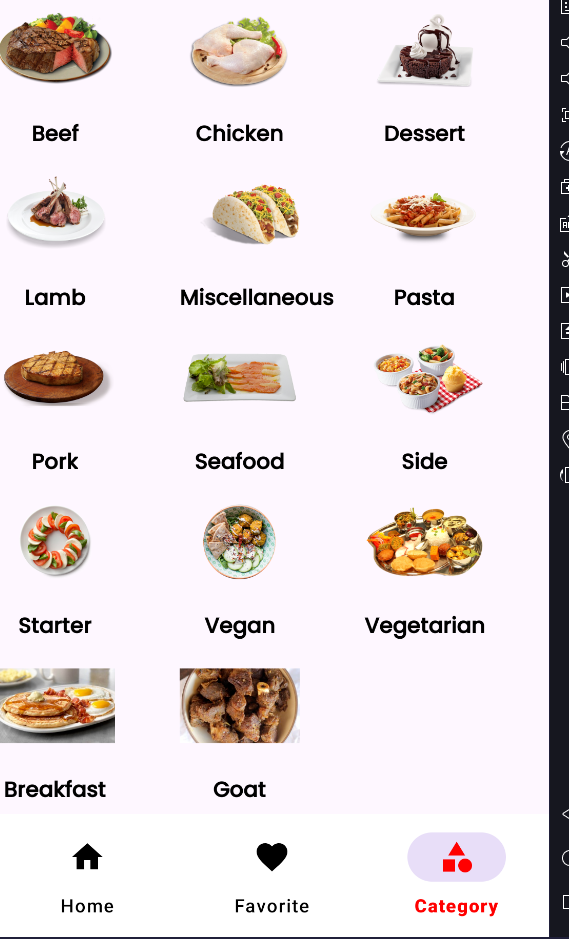 Beef Chicken Dessert
Lamb Miscellaneous Pasta
Pork Seafood Side
Starter Vegan Vegetarian
Breakfast Goat
Home Favorite Category